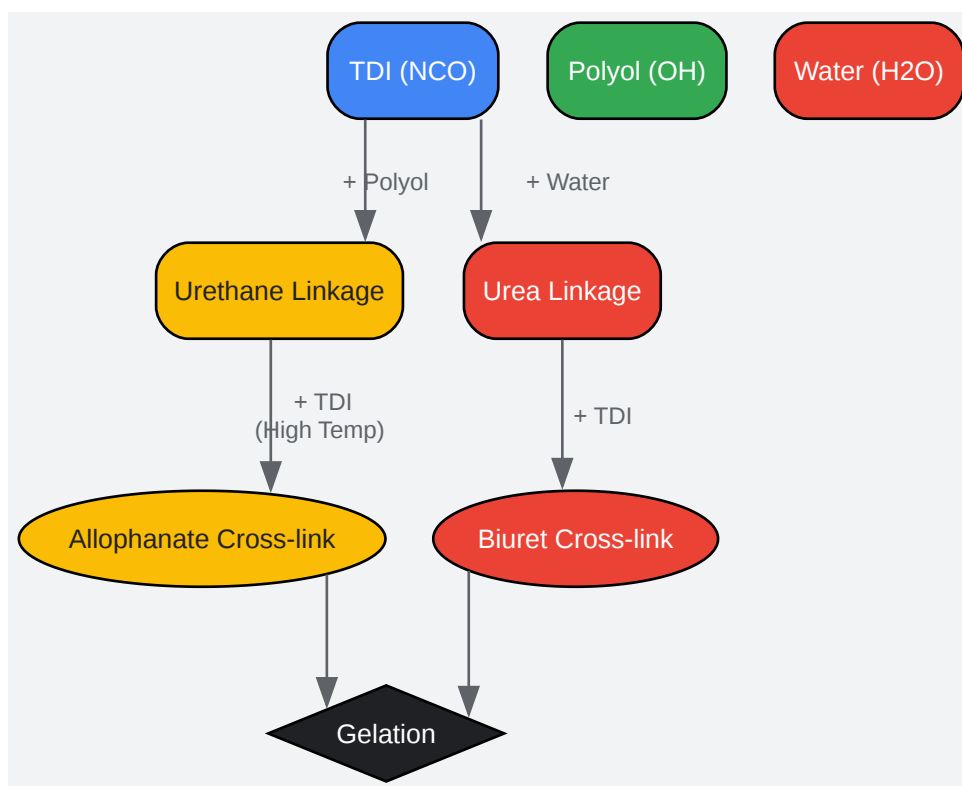 TDI (NCO)
Polyol (OH)
Water (H2O)
+ Polyol
+ Water
Urethane Linkage
Urea Linkage
+ TDI
(High Temp)
+ TDI
Allophanate Cross-link
Biuret Cross-link
Gelation